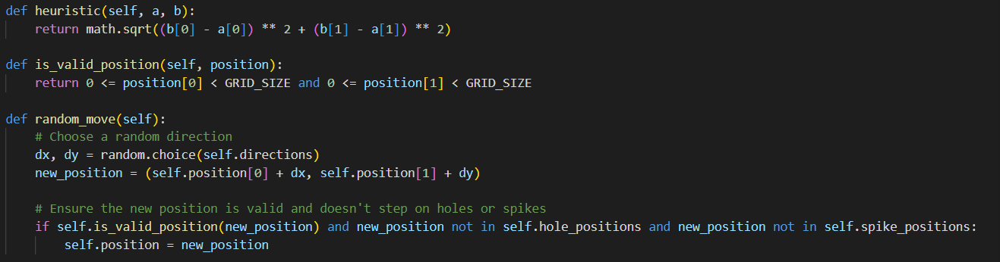 def heuristic(self, a, b):
    return math.sqrt((b[0] - a[0]) ** 2 + (b[1] - a[1]) ** 2)

def is_valid_position(self, position):
    return 0 <= position[0] < GRID_SIZE and 0 <= position[1] < GRID_SIZE

def random_move(self):
    # Choose a random direction
    dx, dy = random.choice(self.directions)
    new_position = (self.position[0] + dx, self.position[1] + dy)

    # Ensure the new position is valid and doesn't step on holes or spikes
    if self.is_valid_position(new_position) and new_position not in self.hole_positions and new_position not in self.spike_positions:
        self.position = new_position